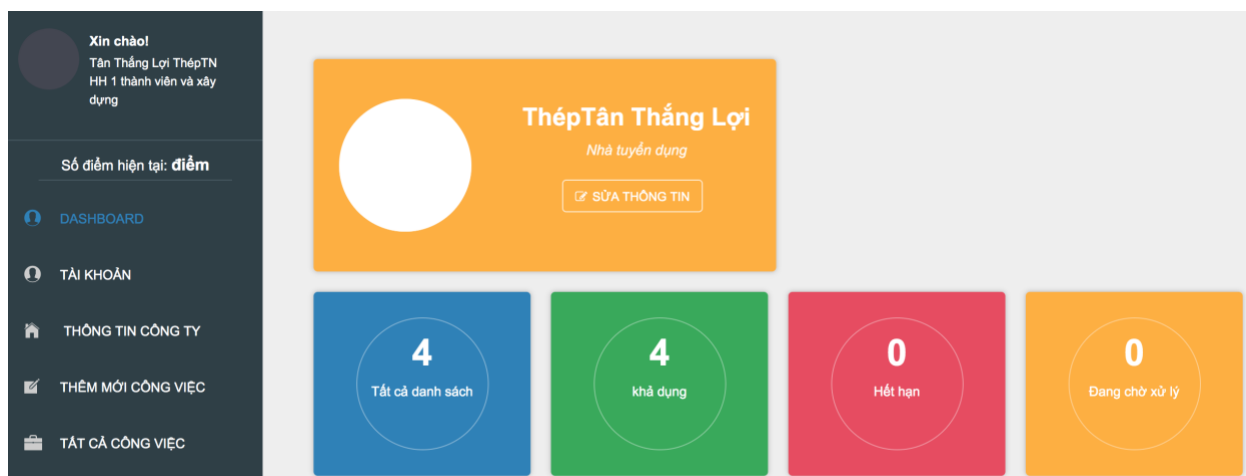 Xin chào!
Tân Thắng Lợi ThépTN
HH 1 thành viên và xây
dựng
Số điểm hiện tại: điểm
DASHBOARD
TÀI KHOẢN
THÔNG TIN CÔNG TY
THÊM MỚI CÔNG VIỆC
TẤT CẢ CÔNG VIỆC
ThépTân Thắng Lợi
Nhà tuyển dụng
SỬA THÔNG TIN
4
Tất cả danh sách
4
khả dụng
0
Hết hạn
0
Đang chờ xử lý